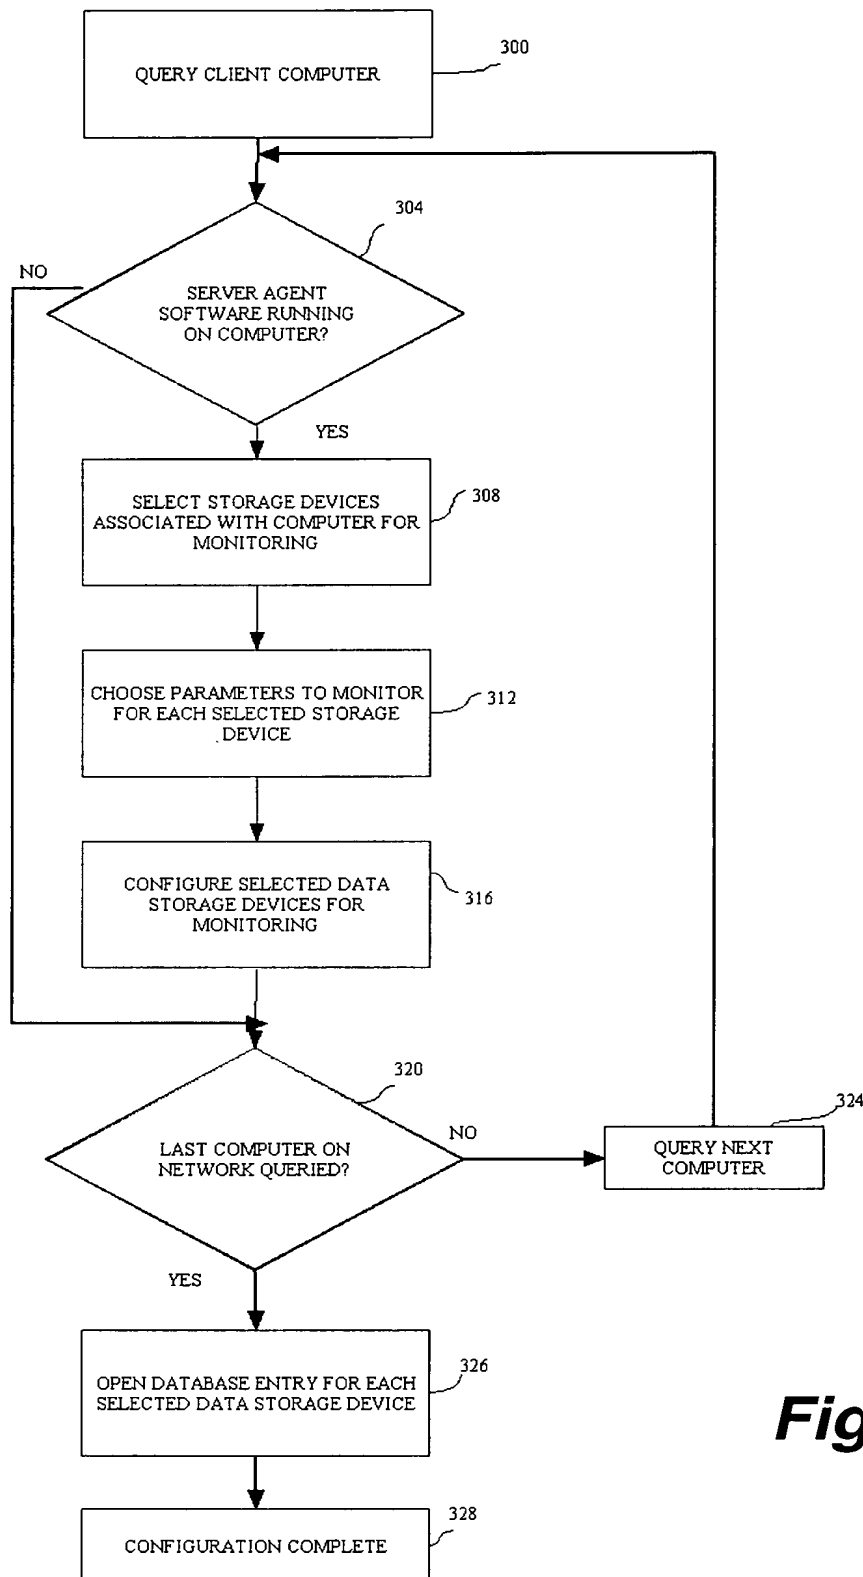 QUERY CLIENT COMPUTER
300
304
NO
SERVER AGENT
SOFTWARE RUNNING
ON COMPUTER?
YES
SELECT STORAGE DEVICES
ASSOCIATED WITH COMPUTER FOR
MONITORING
308
CHOOSE PARAMETERS TO MONITOR
FOR EACH SELECTED STORAGE
DEVICE
312
CONFIGURE SELECTED DATA
STORAGE DEVICES FOR
MONITORING
316
320
LAST COMPUTER ON
NETWORK QUERIED?
NO
324
QUERY NEXT
COMPUTER
YES
OPEN DATABASE ENTRY FOR EACH
SELECTED DATA STORAGE DEVICE
326
Fig
CONFIGURATION COMPLETE
328